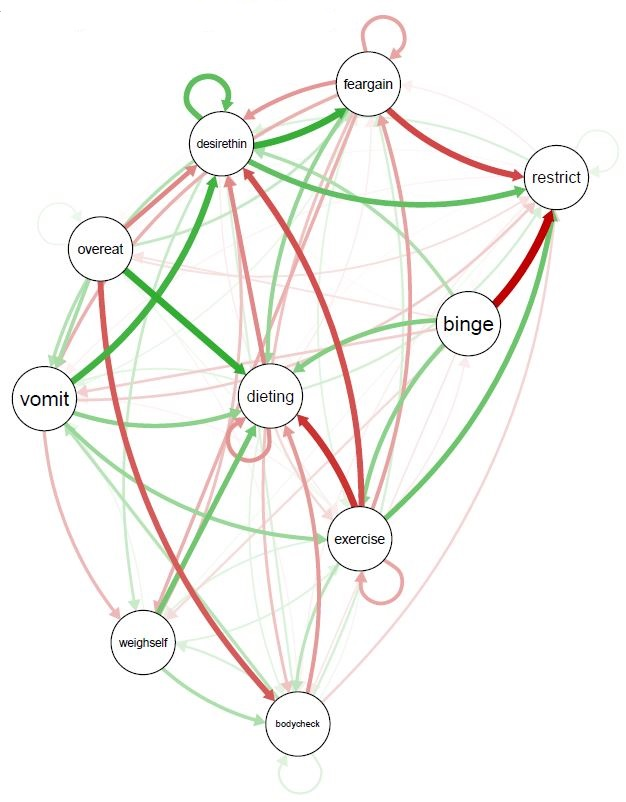 feargain
desirethin
restrict
overeat
binge
vomit
dieting
exercise
weighself
bodycheck